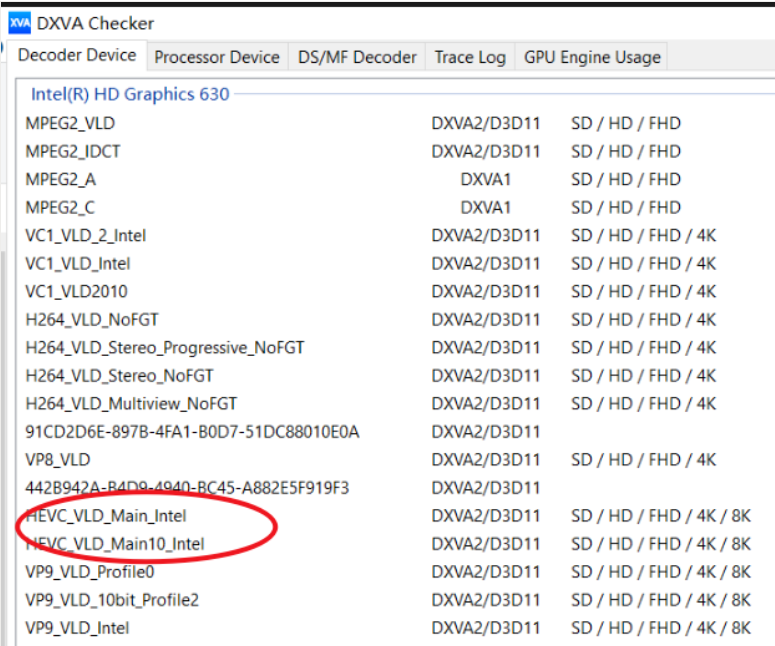 XVA DXVA Checker
Decoder Device Processor Device DS/MF Decoder Trace Log GPU Engine Usage
Intel(R) HD Graphics 630
MPEG2_VLD DXVA2/D3D11 SD / HD / FHD
MPEG2_IDCT DXVA2/D3D11 SD / HD / FHD
MPEG2_A DXVA1 SD / HD / FHD
MPEG2_C DXVA1 SD / HD / FHD
VC1_VLD_2_Intel DXVA2/D3D11 SD / HD / FHD / 4K
VC1_VLD_Intel DXVA2/D3D11 SD / HD / FHD / 4K
VC1_VLD2010 DXVA2/D3D11 SD / HD / FHD / 4K
H264_VLD_NoFGT DXVA2/D3D11 SD / HD / FHD / 4K
H264_VLD_Stereo_Progressive_NoFGT DXVA2/D3D11 SD / HD / FHD / 4K
H264_VLD_Stereo_NoFGT DXVA2/D3D11 SD / HD / FHD / 4K
H264_VLD_Multiview_NoFGT DXVA2/D3D11 SD / HD / FHD / 4K
91CD2D6E-897B-4FA1-B0D7-51DC88010E0A DXVA2/D3D11
VP8_VLD DXVA2/D3D11 SD / HD / FHD / 4K
442B942A-B4D9-4940-BC45-A882E5F919F3 DXVA2/D3D11
HEVC_VLD_Main_Intel DXVA2/D3D11 SD / HD / FHD / 4K / 8K
HEVC_VLD_Main10_Intel DXVA2/D3D11 SD / HD / FHD / 4K / 8K
VP9_VLD_Profile0 DXVA2/D3D11 SD / HD / FHD / 4K / 8K
VP9_VLD_10bit_Profile2 DXVA2/D3D11 SD / HD / FHD / 4K / 8K
VP9_VLD_Intel DXVA2/D3D11 SD / HD / FHD / 4K / 8K